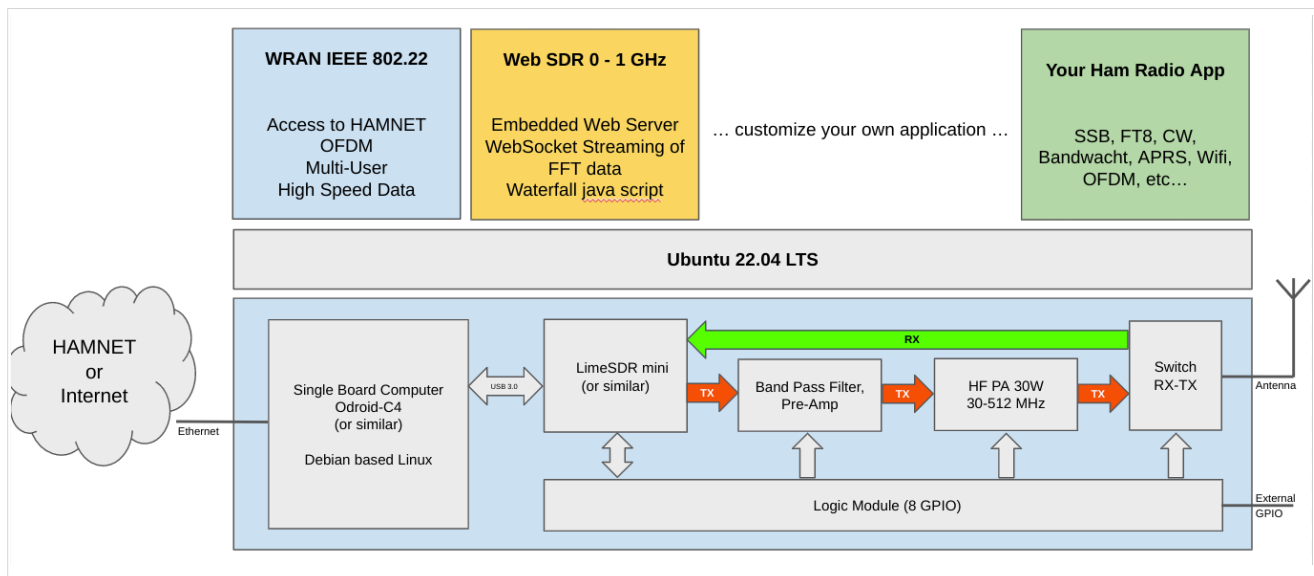 WRAN IEEE 802.22
Access to HAMNET
OFDM
Multi-User
High Speed Data
Web SDR 0 - 1 GHz
Embedded Web Server
WebSocket Streaming of
FFT data
Waterfall java script
… customize your own application …
Your Ham Radio App
SSB, FT8, CW,
Bandwacht, APRS, Wifi,
OFDM, etc…
Ubuntu 22.04 LTS
HAMNET
or
Internet
Ethernet
Single Board Computer
Odroid-C4
(or similar)
Debian based Linux
USB 3.0
LimeSDR mini
(or similar)
RX
TX
Band Pass Filter,
Pre-Amp
TX
HF PA 30W
30-512 MHz
TX
Switch
RX-TX
Antenna
Logic Module (8 GPIO)
External
GPIO